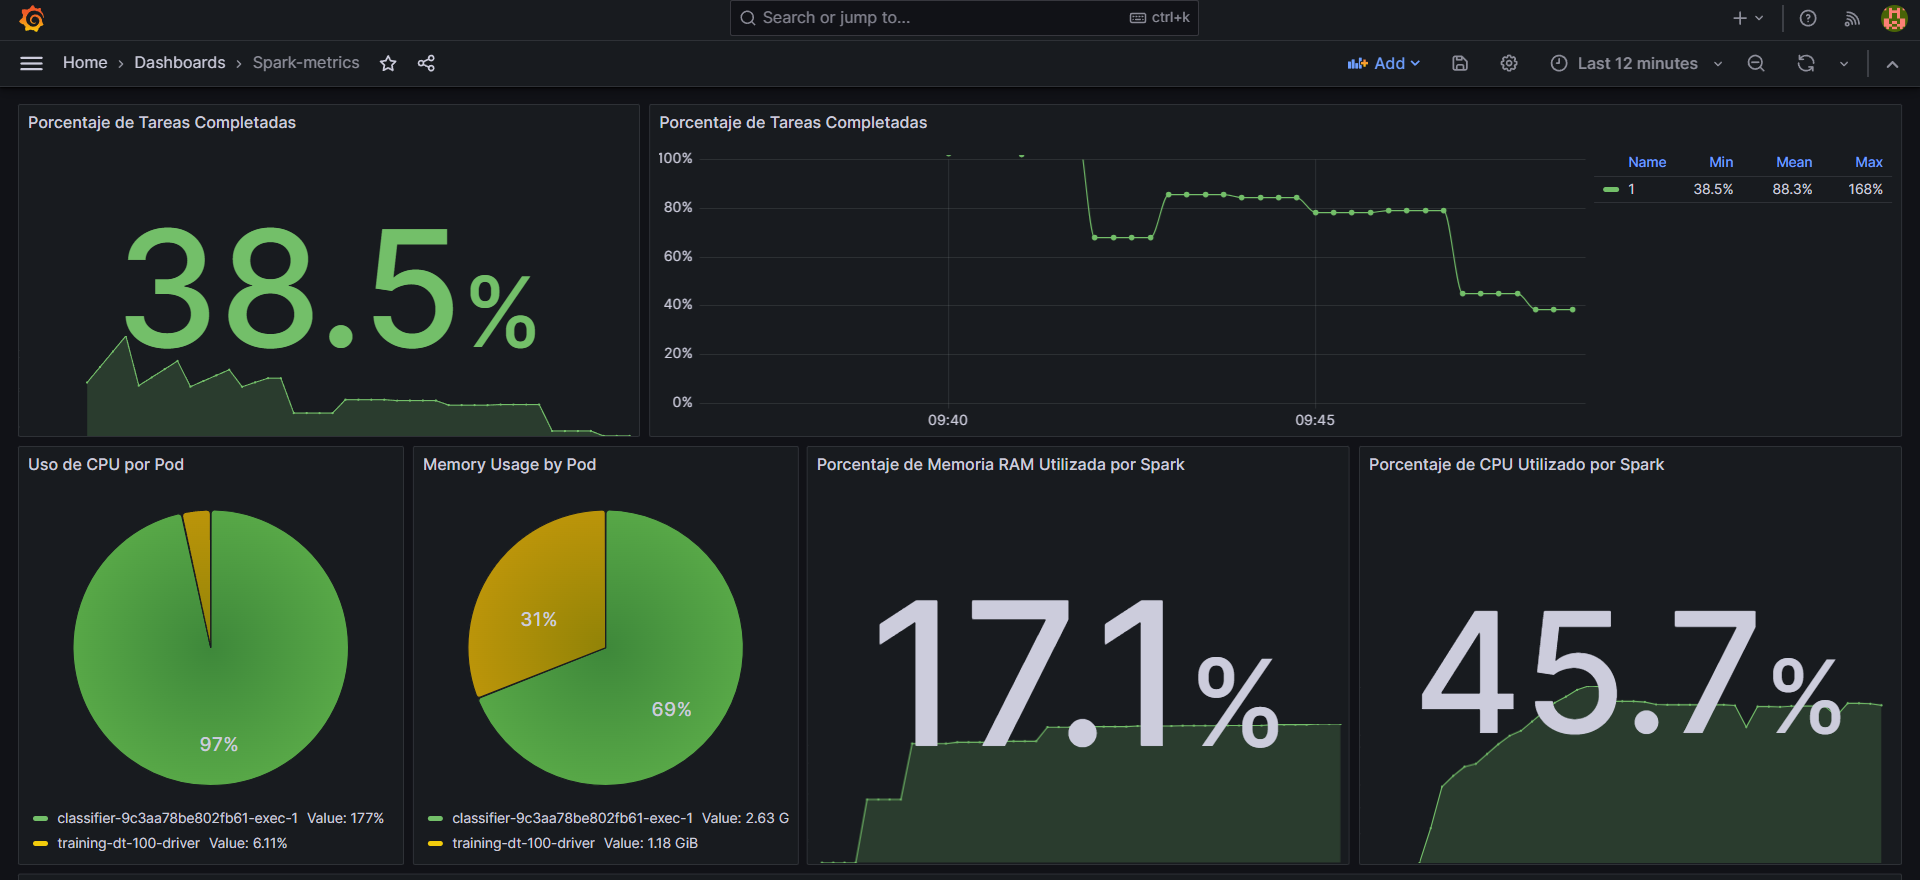 Search or jump to...
ctrl+k
Home › Dashboards › Spark-metrics
Add
Last 12 minutes
Porcentaje de Tareas Completadas
38.5%
Porcentaje de Tareas Completadas
100%
80%
60%
40%
20%
0%
09:40
09:45
Name Min Mean Max
1 38.5% 88.3% 168%
Uso de CPU por Pod
97%
classifier-9c3aa78be802fb61-exec-1 Value: 177%
training-dt-100-driver Value: 6.11%
Memory Usage by Pod
31%
69%
classifier-9c3aa78be802fb61-exec-1 Value: 2.63 G
training-dt-100-driver Value: 1.18 GiB
Porcentaje de Memoria RAM Utilizada por Spark
17.1%
Porcentaje de CPU Utilizado por Spark
45.7%